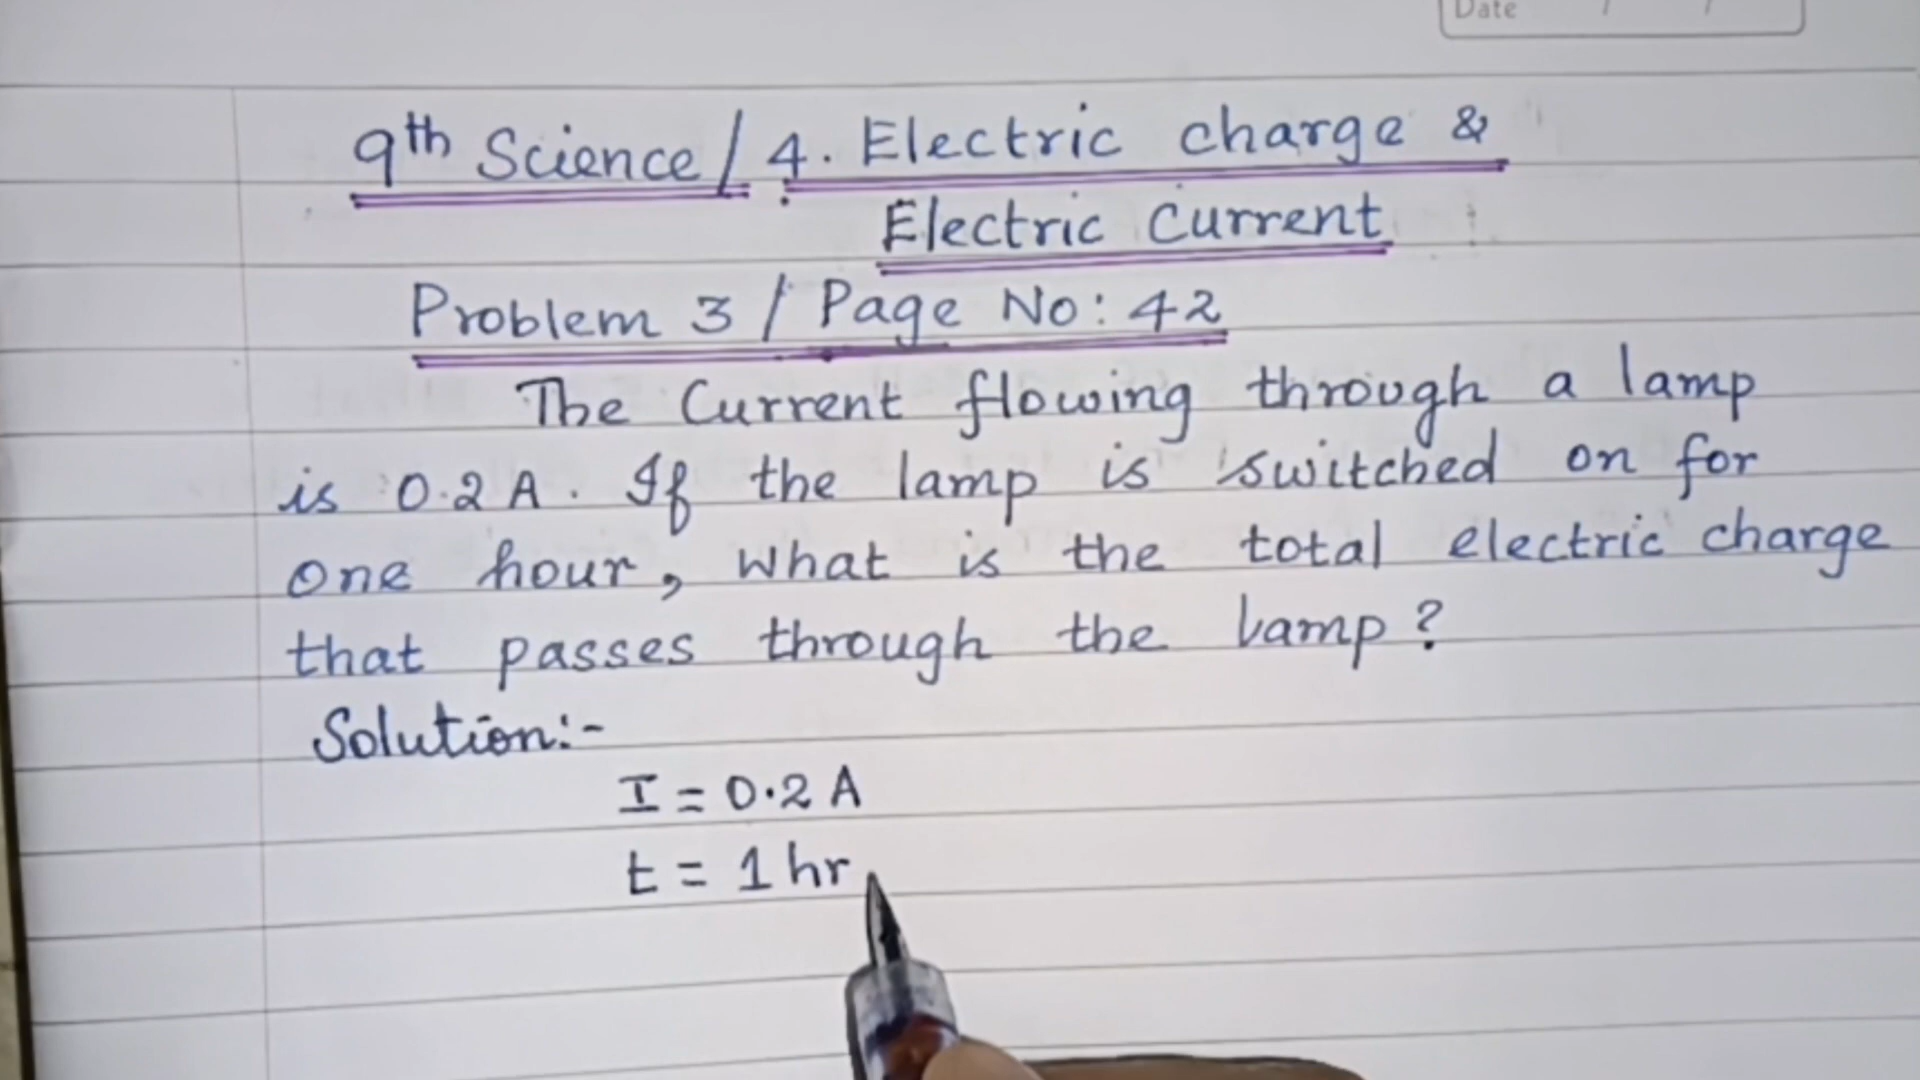 Date / /
9th Science / 4. Electric charge &
Electric Current
Problem 3 / Page No: 42
The Current flowing through a lamp
is 0.2 A. If the lamp is switched on for
one hour, what is the total electric charge
that passes through the lamp?
Solution:-
I = 0.2 A
t = 1 hr